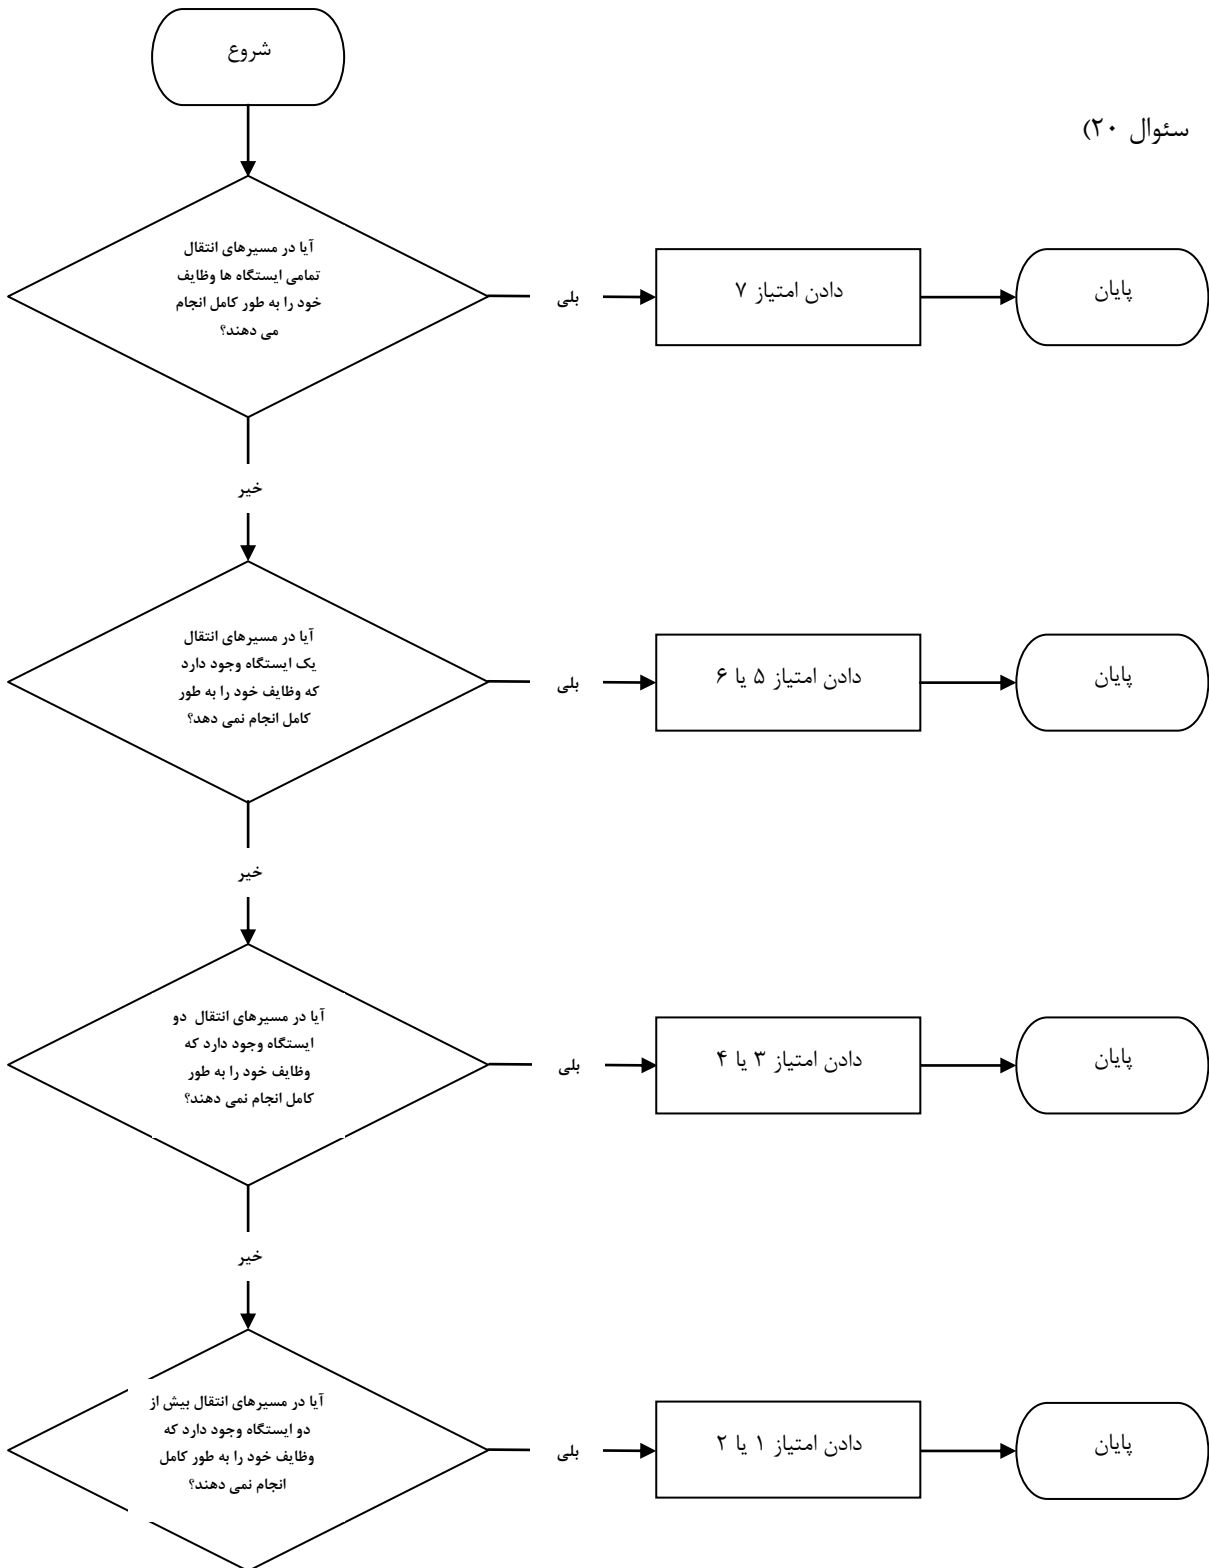 شروع
سئوال ۲۰)
آیا در مسیرهای انتقال
تمامی ایستگاه ها وظایف
خود را به طور کامل انجام
می دهند؟
بلی
دادن امتیاز ۷
پایان
خیر
آیا در مسیرهای انتقال
یک ایستگاه وجود دارد
که وظایف خود را به طور
کامل انجام نمی دهد؟
بلی
دادن امتیاز ۵ یا ۶
پایان
خیر
آیا در مسیرهای انتقال دو
ایستگاه وجود دارد که
وظایف خود را به طور
کامل انجام نمی دهند؟
بلی
دادن امتیاز ۳ یا ۴
پایان
خیر
آیا در مسیرهای انتقال بیش از
دو ایستگاه وجود دارد که
وظایف خود را به طور کامل
انجام نمی دهند؟
بلی
دادن امتیاز ۱ یا ۲
پایان